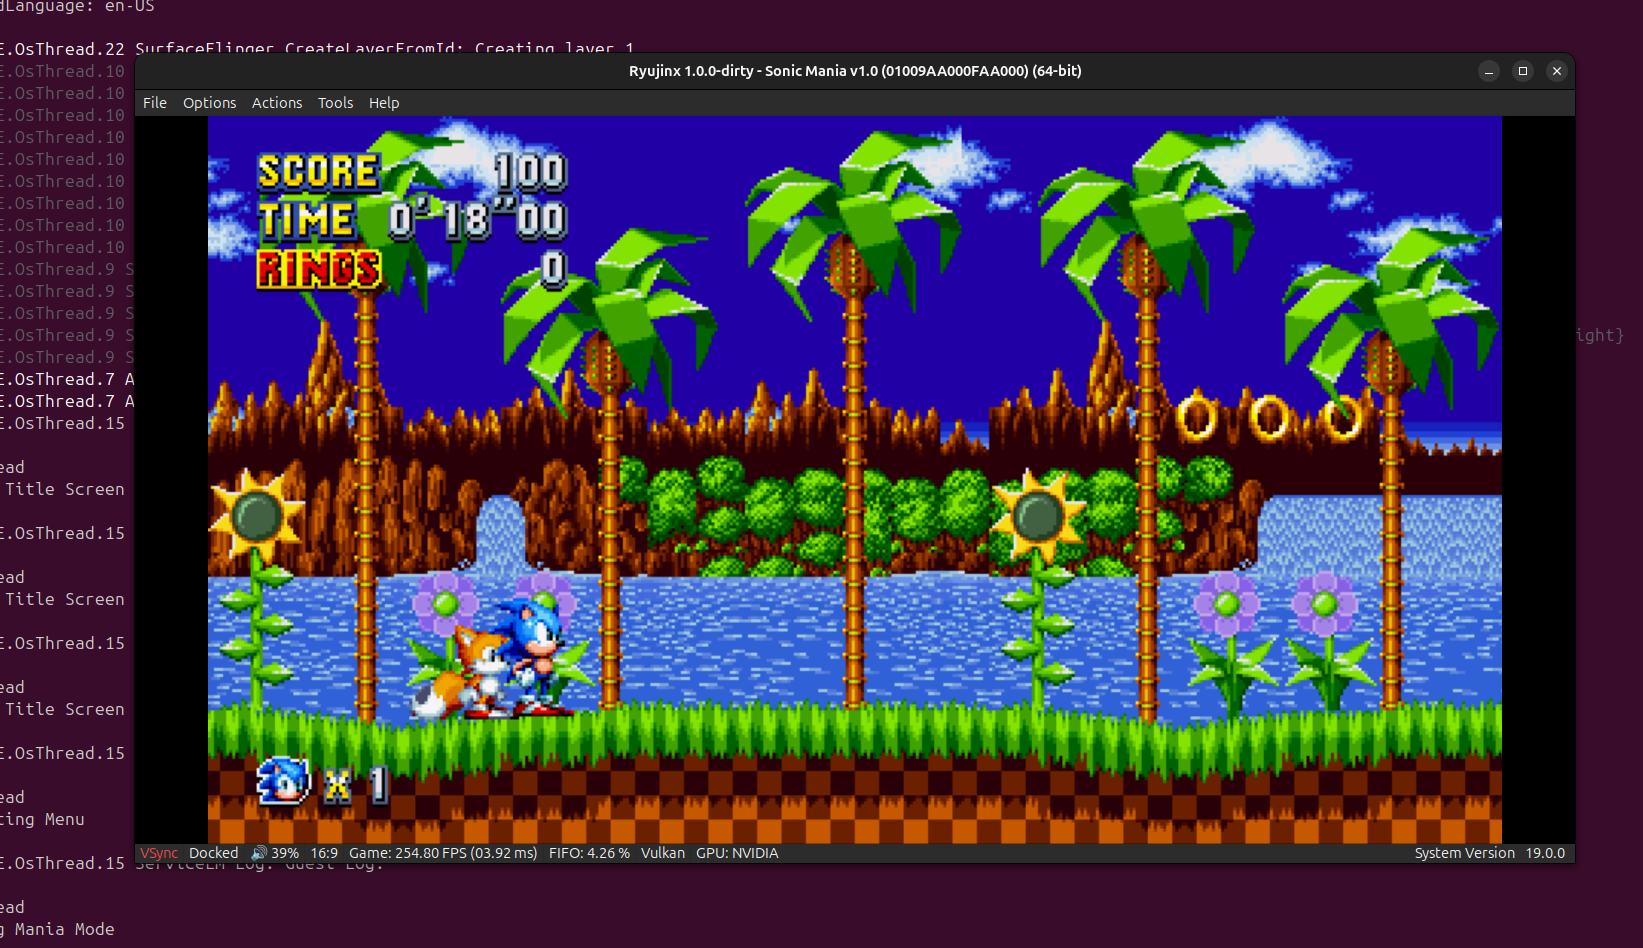 dLanguage: en-US
E.OsThread.22 SurfaceFlinger CreateLayerFromId: Creating layer 1
E.OsThread.10
Ryujinx 1.0.0-dirty - Sonic Mania v1.0 (01009AA000FAA000) (64-bit)
E.OsThread.10
File Options Actions Tools Help
E.OsThread.10
E.OsThread.10
E.OsThread.10
SCORE 100
E.OsThread.10
E.OsThread.10
TIME 0'18"00
E.OsThread.10
E.OsThread.10
RINGS 0
E.OsThread.9 S
E.OsThread.9 S
E.OsThread.9 S
E.OsThread.9 S
ight}
E.OsThread.9 S
E.OsThread.7 A
E.OsThread.7 A
E.OsThread.15
ead
Title Screen
E.OsThread.15
ead
Title Screen
E.OsThread.15
ead
Title Screen
E.OsThread.15
X 1
ead
ting Menu
VSync Docked 39% 16:9 Game: 254.80 FPS (03.92 ms) FIFO: 4.26 % Vulkan GPU: NVIDIA System Version 19.0.0
E.OsThread.15 ServiceLM Log: Guest Log:
ead
g Mania Mode